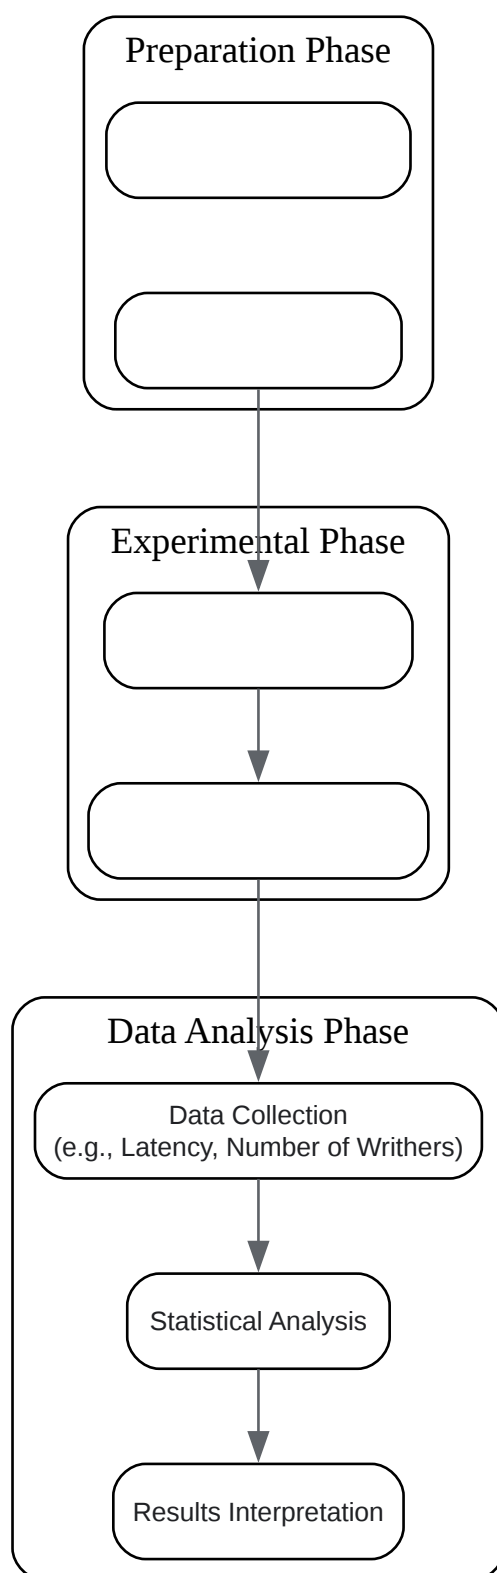 Preparation Phase
Experimental Phase
Data Analysis Phase
Data Collection
(e.g., Latency, Number of Writhers)
Statistical Analysis
Results Interpretation